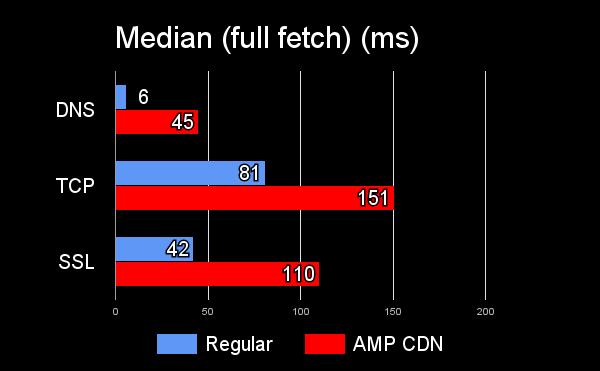 Median (full fetch) (ms)
DNS
6
45
TCP
81
151
SSL
42
110
0 50 100 150 200
Regular AMP CDN